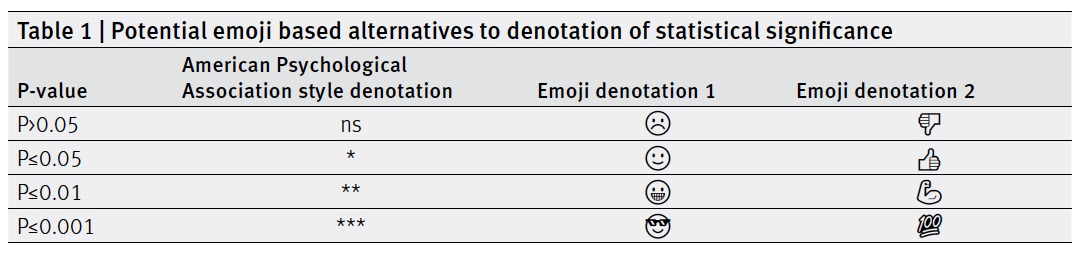 Table 1 | Potential emoji based alternatives to denotation of statistical significance
American Psychological
P-value Association style denotation Emoji denotation 1 Emoji denotation 2
P>0.05 ns ☹ 👎
P≤0.05 * 🙂 👍
P≤0.01 ** 😀 💪
P≤0.001 *** 😎 💯